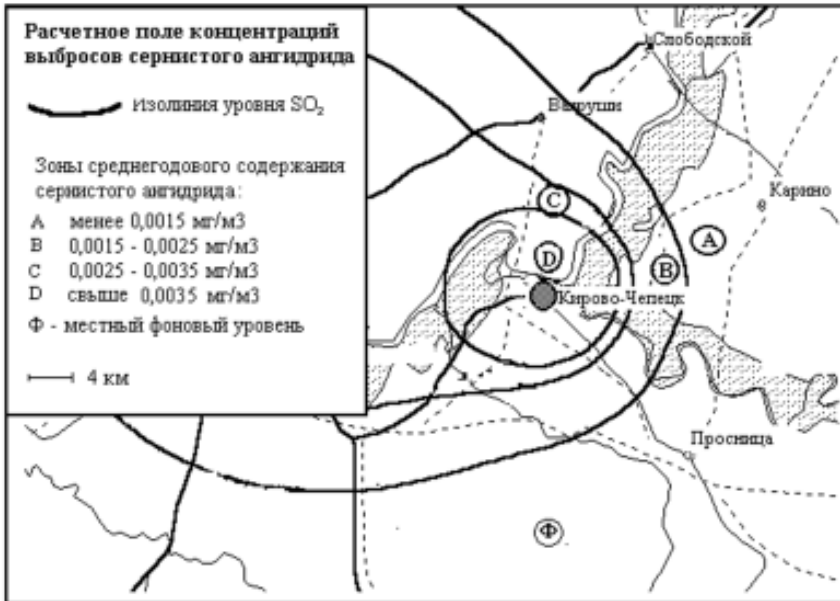 Расчетное поле концентраций
выбросов сернистого ангидрида
Изолиния уровня SO₂
Зоны среднегодового содержания
сернистого ангидрида:
A менее 0,0015 мг/м3
B 0,0015 - 0,0025 мг/м3
C 0,0025 - 0,0035 мг/м3
D свыше 0,0035 мг/м3
Ф - местный фоновый уровень
4 км
Слободской
Вахруши
Карино
C
A
D
B
Кирово-Чепецк
Просница
Ф